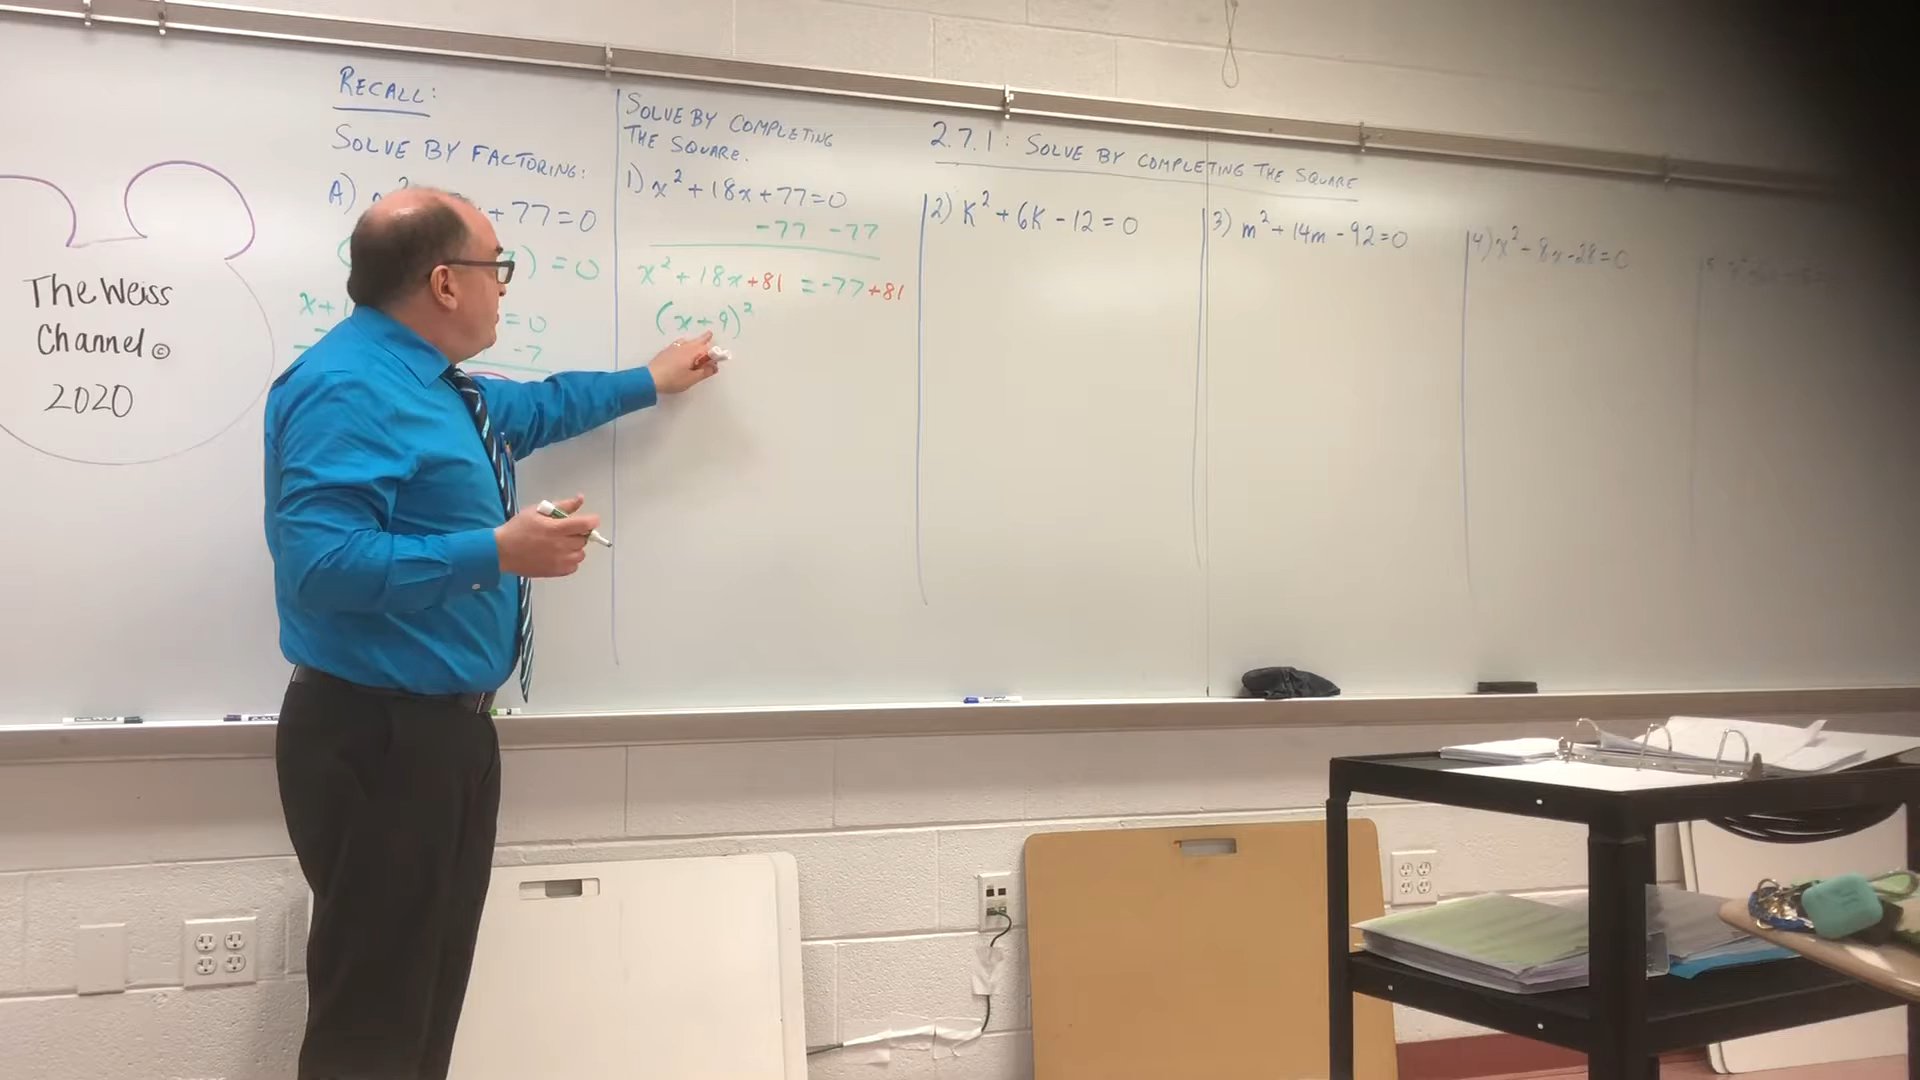 The Weiss
Channel ©
2020
RECALL:
SOLVE BY FACTORING:
A)
+77=0
) = 0
x+1
= 0
-7
SOLVE BY COMPLETING
THE SQUARE.
1) x² + 18x + 77 = 0
-77 -77
x² + 18x + 81 = -77 + 81
(x + 9)²
2.7.1: SOLVE BY COMPLETING THE SQUARE
2) K² + 6K - 12 = 0
3) m² + 14m - 92 = 0
4) x² - 8x - 28 = 0